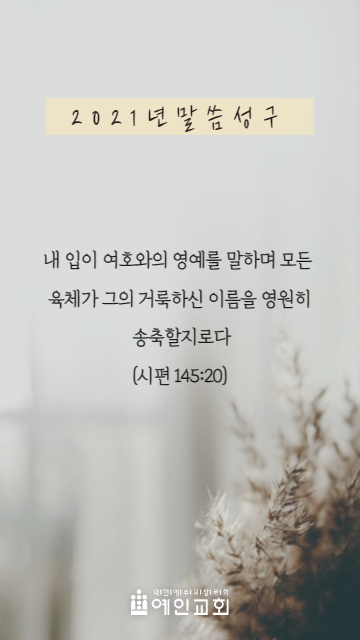 2021년말씀성구
내 입이 여호와의 영예를 말하며 모든
육체가 그의 거룩하신 이름을 영원히
송축할지로다
(시편 145:20)
예인교회